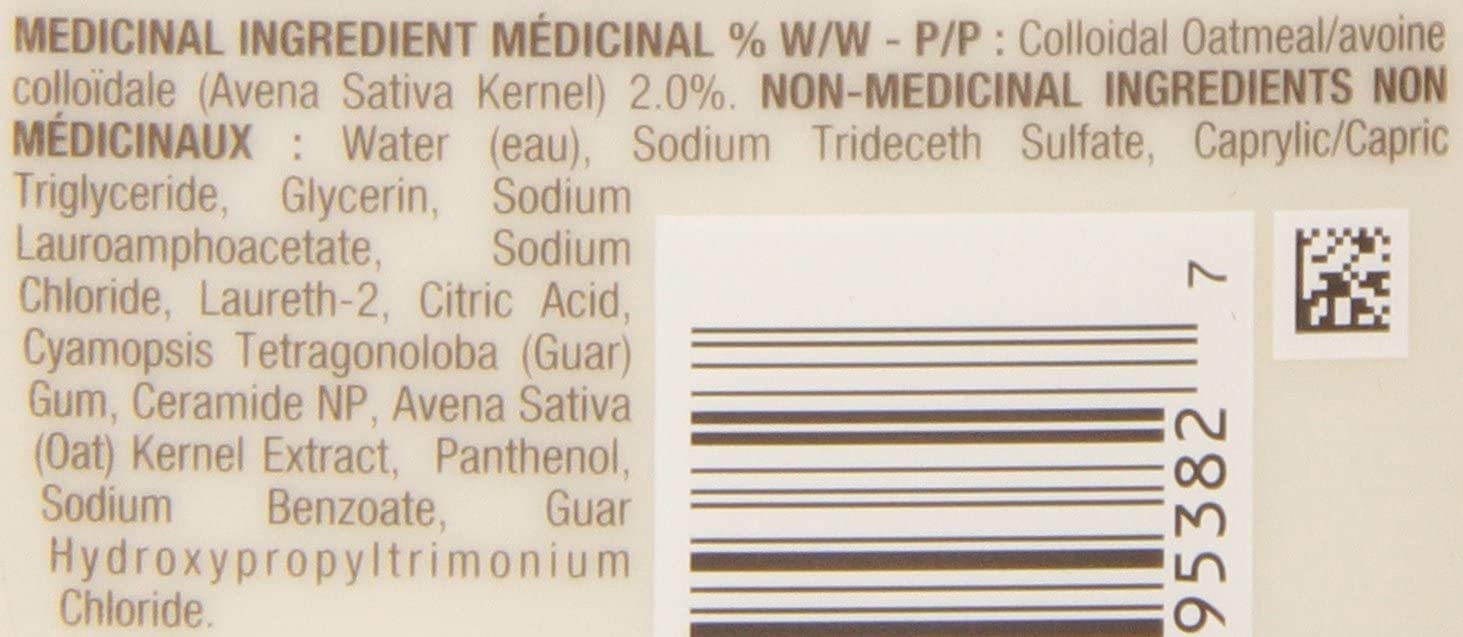 MEDICINAL INGREDIENT MÉDICINAL % W/W - P/P : Colloidal Oatmeal/avoine
colloïdale (Avena Sativa Kernel) 2.0%. NON-MEDICINAL INGREDIENTS NON
MÉDICINAUX : Water (eau), Sodium Trideceth Sulfate, Caprylic/Capric
Triglyceride, Glycerin, Sodium
Lauroamphoacetate, Sodium
Chloride, Laureth-2, Citric Acid,
Cyamopsis Tetragonoloba (Guar)
Gum, Ceramide NP, Avena Sativa
(Oat) Kernel Extract, Panthenol,
Sodium Benzoate, Guar
Hydroxypropyltrimonium
Chloride.
95382 7